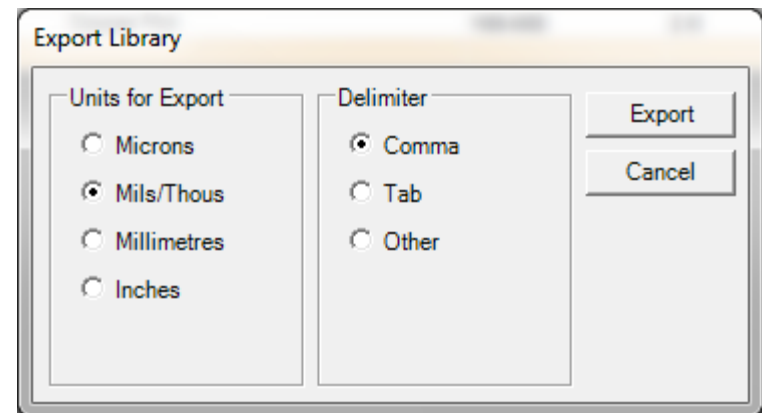 Export Library
Units for Export
Microns
Mils/Thous
Millimetres
Inches
Delimiter
Comma
Tab
Other
Export
Cancel